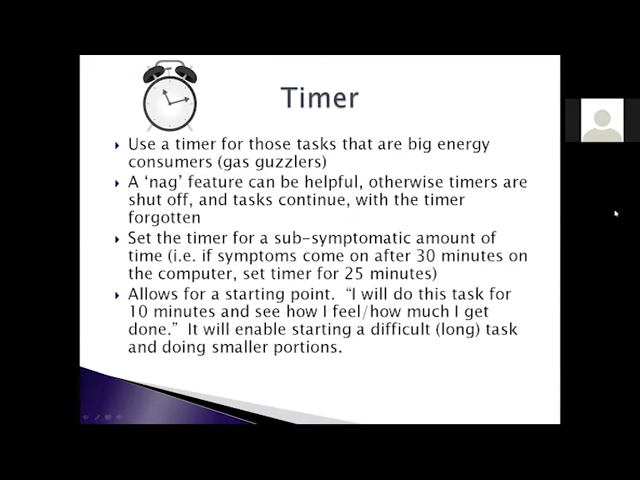 Timer
Use a timer for those tasks that are big energy
consumers (gas guzzlers)
A ‘nag’ feature can be helpful, otherwise timers are
shut off, and tasks continue, with the timer
forgotten
Set the timer for a sub-symptomatic amount of
time (i.e. if symptoms come on after 30 minutes on
the computer, set timer for 25 minutes)
Allows for a starting point.  “I will do this task for
10 minutes and see how I feel/how much I get
done.”  It will enable starting a difficult (long) task
and doing smaller portions.